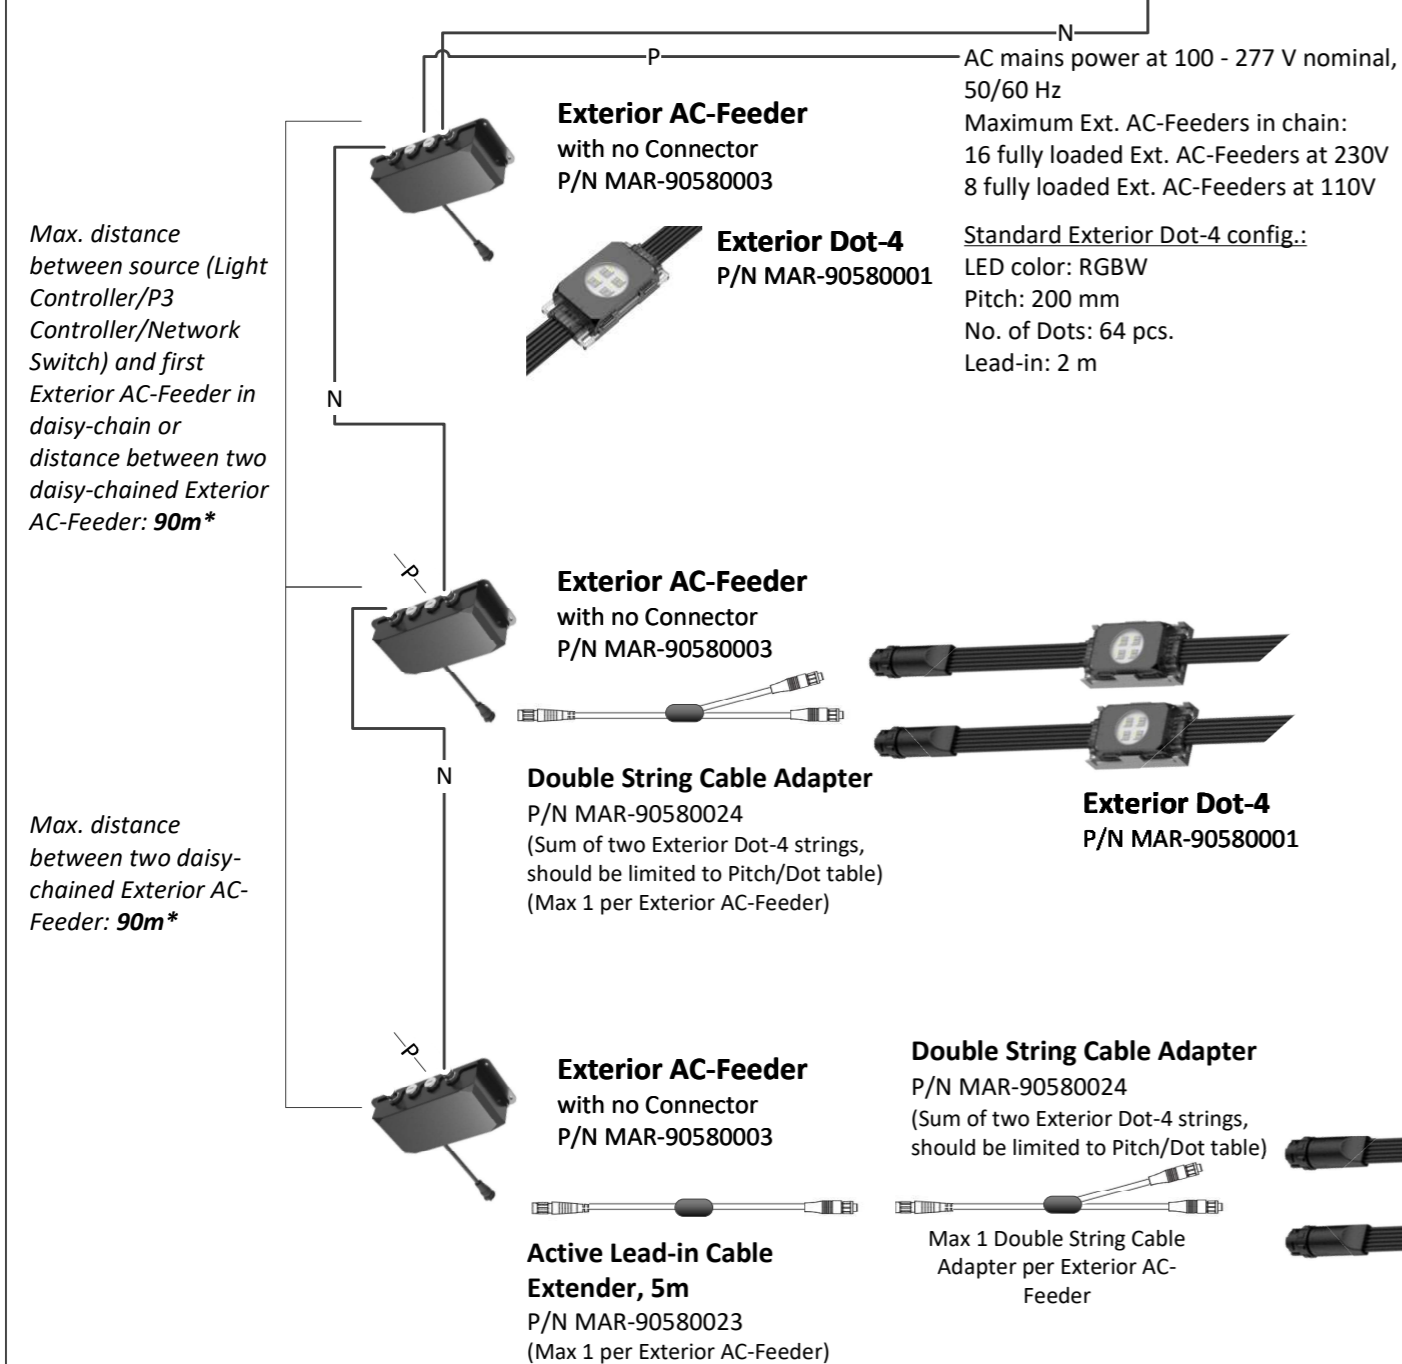 N
P
AC mains power at 100 - 277 V nominal,
50/60 Hz
Maximum Ext. AC-Feeders in chain:
16 fully loaded Ext. AC-Feeders at 230V
8 fully loaded Ext. AC-Feeders at 110V
Exterior AC-Feeder
with no Connector
P/N MAR-90580003
Exterior Dot-4
P/N MAR-90580001
Standard Exterior Dot-4 config.:
LED color: RGBW
Pitch: 200 mm
No. of Dots: 64 pcs.
Lead-in: 2 m
Max. distance
between source (Light
Controller/P3
Controller/Network
Switch) and first
Exterior AC-Feeder in
daisy-chain or
distance between two
daisy-chained Exterior
AC-Feeder: 90m*
N
P
Exterior AC-Feeder
with no Connector
P/N MAR-90580003
N
Double String Cable Adapter
P/N MAR-90580024
(Sum of two Exterior Dot-4 strings,
should be limited to Pitch/Dot table)
(Max 1 per Exterior AC-Feeder)
Exterior Dot-4
P/N MAR-90580001
Max. distance
between two daisy-
chained Exterior AC-
Feeder: 90m*
P
Exterior AC-Feeder
with no Connector
P/N MAR-90580003
Double String Cable Adapter
P/N MAR-90580024
(Sum of two Exterior Dot-4 strings,
should be limited to Pitch/Dot table)
Active Lead-in Cable
Extender, 5m
P/N MAR-90580023
(Max 1 per Exterior AC-Feeder)
Max 1 Double String Cable
Adapter per Exterior AC-
Feeder